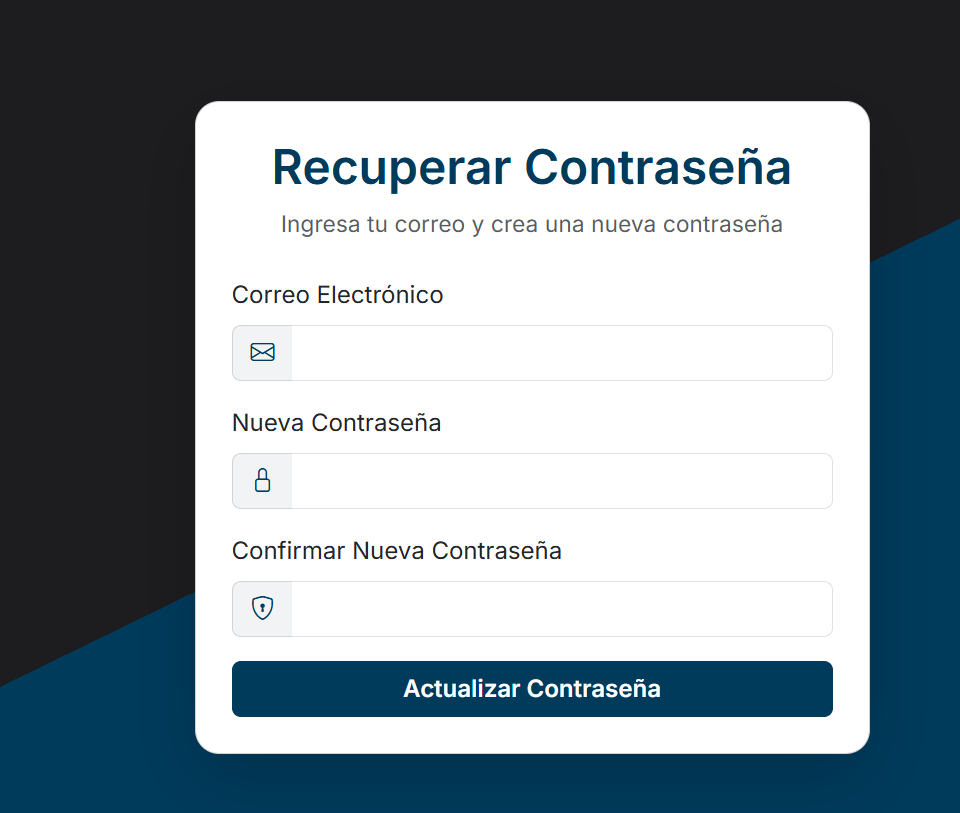 Recuperar Contraseña
Ingresa tu correo y crea una nueva contraseña
Correo Electrónico
Nueva Contraseña
Confirmar Nueva Contraseña
Actualizar Contraseña